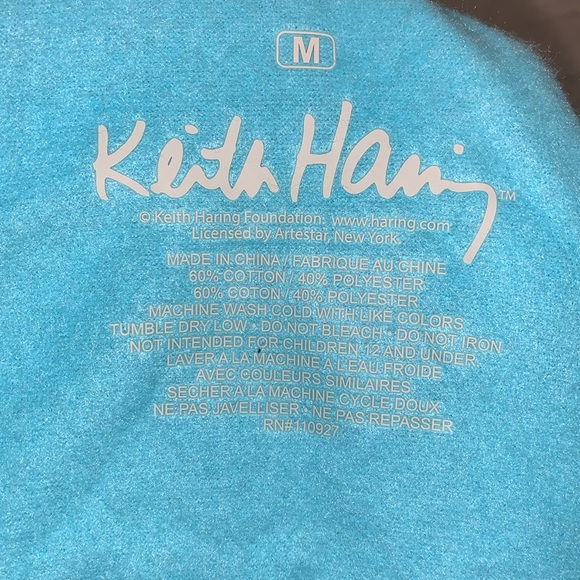 M
Keith Haring™
© Keith Haring Foundation. www.haring.com
Licensed by Artestar, New York.
MADE IN CHINA / FABRIQUE AU CHINE
60% COTTON / 40% POLYESTER
60% COTON / 40% POLYESTER
MACHINE WASH COLD WITH LIKE COLORS
TUMBLE DRY LOW • DO NOT BLEACH • DO NOT IRON
NOT INTENDED FOR CHILDREN 12 AND UNDER.
LAVER A LA MACHINE A L'EAU FROIDE
AVEC COULEURS SIMILAIRES
SECHER A LA MACHINE CYCLE DOUX
NE PAS JAVELLISER • NE PAS REPASSER
RN#110927